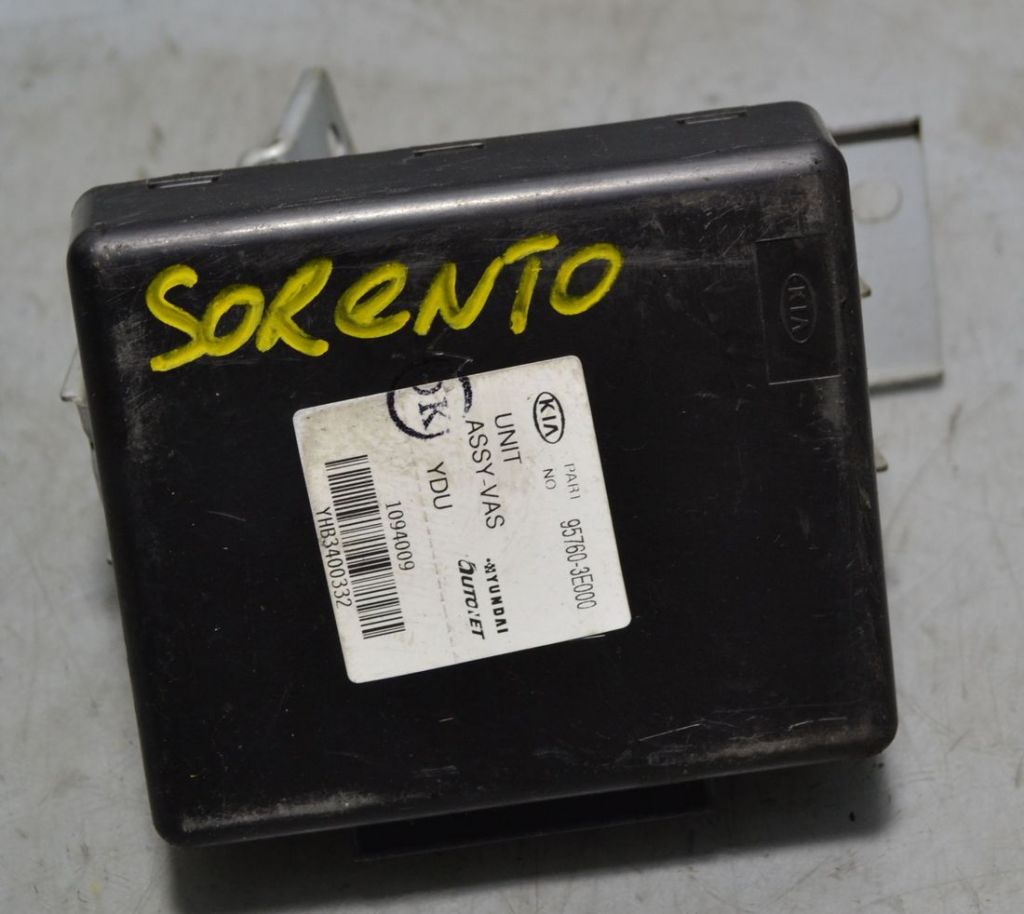 SORENTO
KIA
KIA PART NO 95760-3E000
UNIT
ASSY-VAS
HYUNDAI
AUTONET
OK
YDU
1094009
YHB3400332